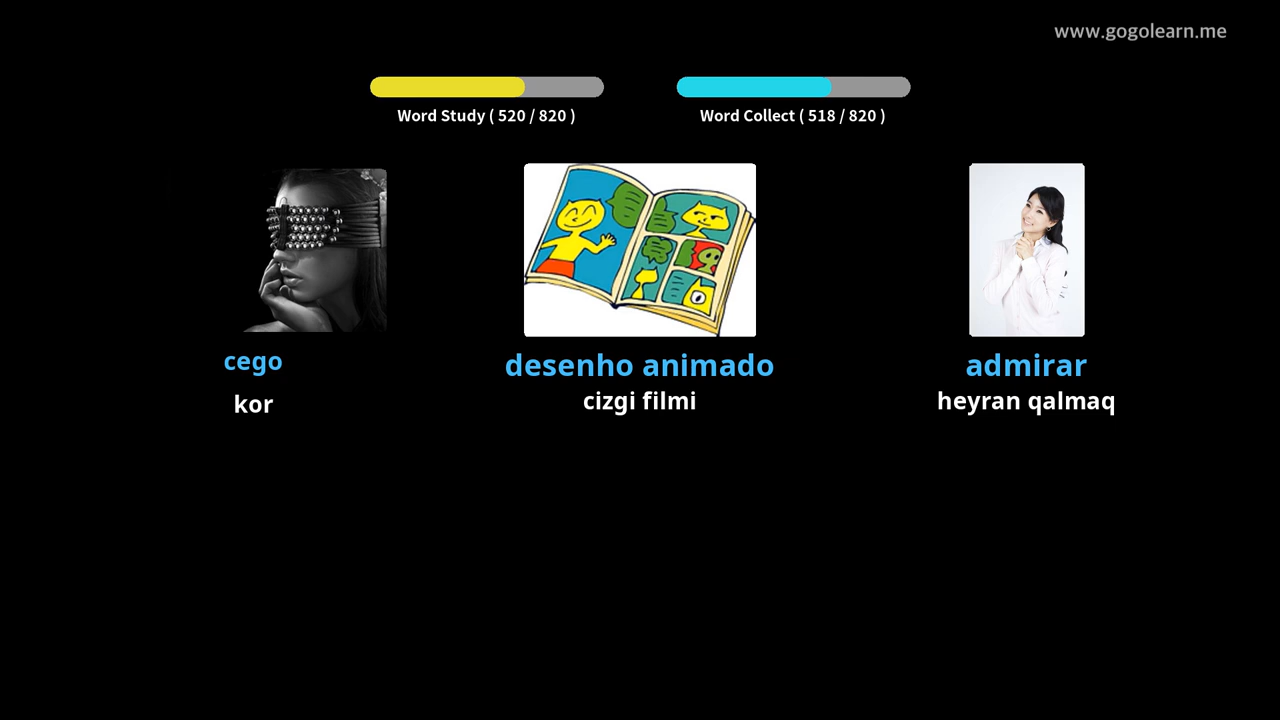 www.gogolearn.me
Word Study ( 520 / 820 )
Word Collect ( 518 / 820 )
cego
desenho animado
admirar
kor
cizgi filmi
heyran qalmaq